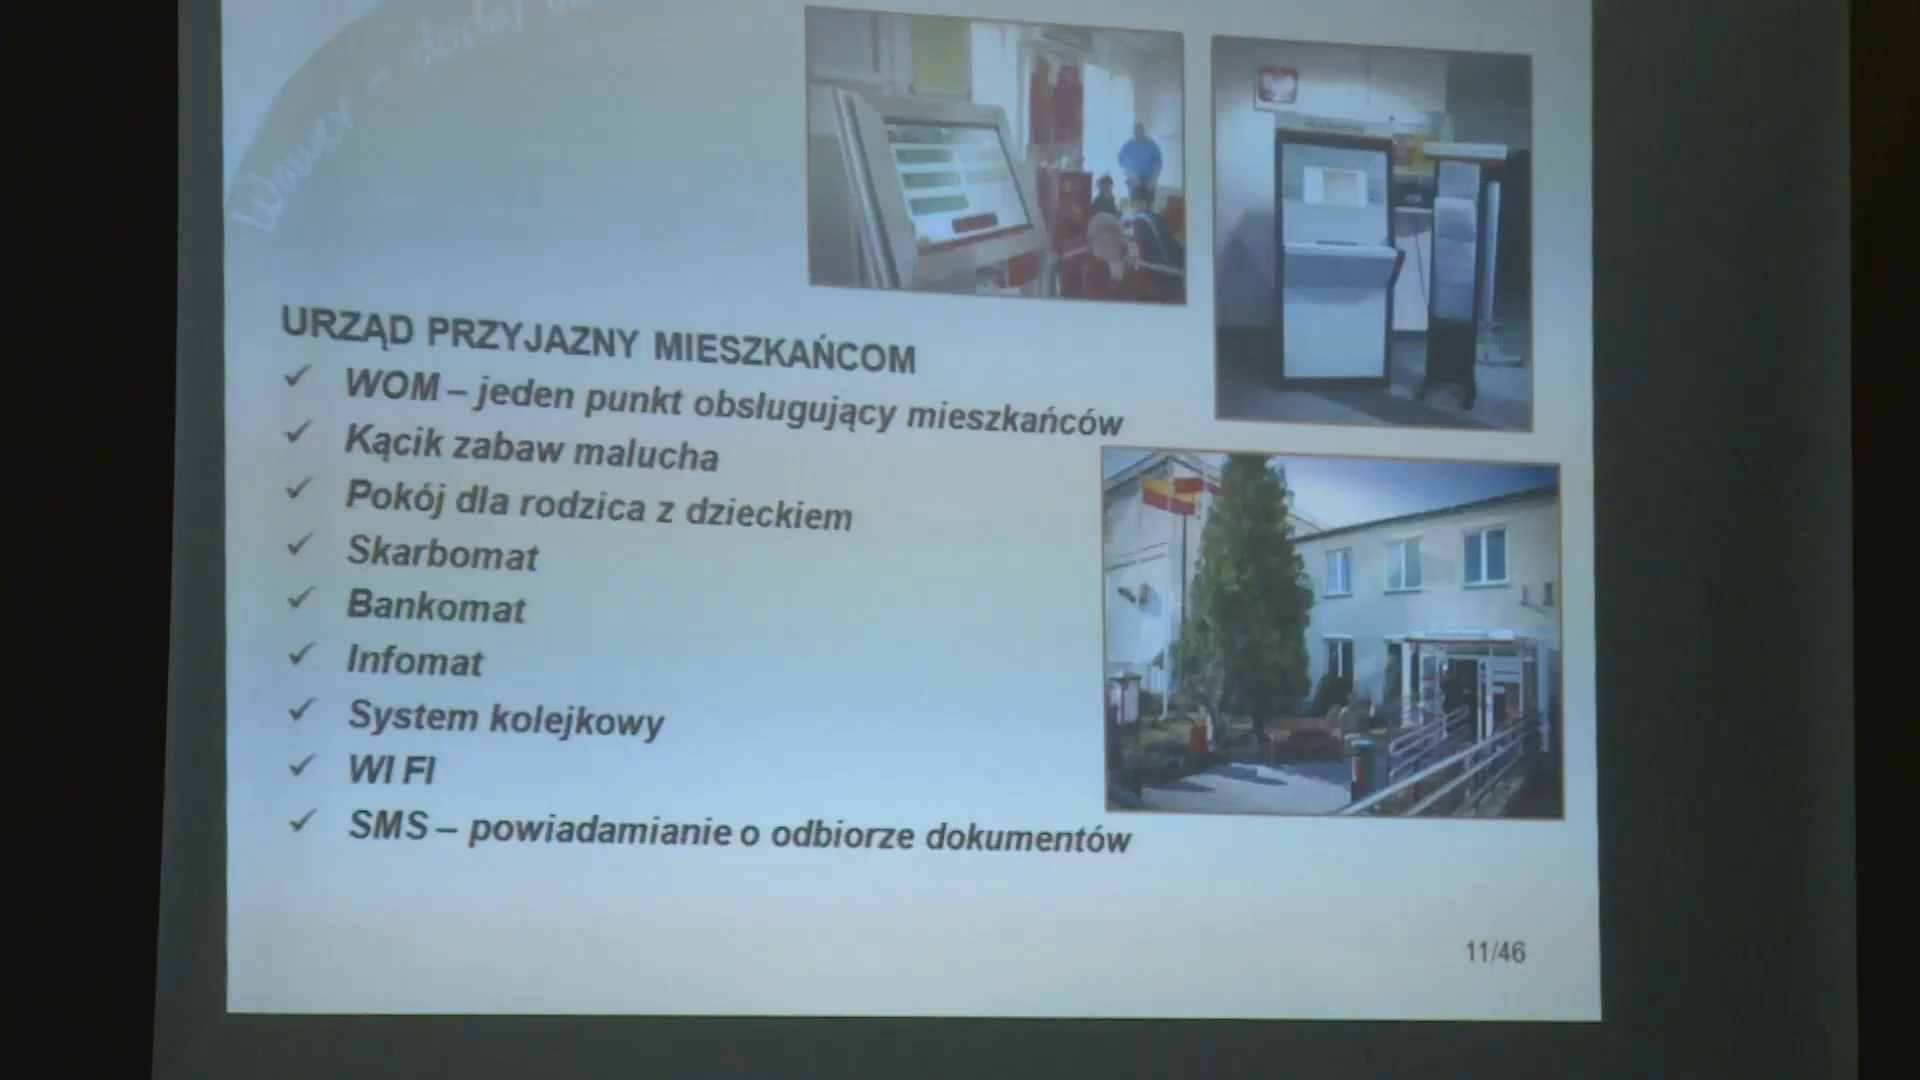 Wawer –
URZĄD PRZYJAZNY MIESZKAŃCOM
✓ WOM – jeden punkt obsługujący mieszkańców
✓ Kącik zabaw malucha
✓ Pokój dla rodzica z dzieckiem
✓ Skarbomat
✓ Bankomat
✓ Infomat
✓ System kolejkowy
✓ WI FI
✓ SMS – powiadamianie o odbiorze dokumentów
11/46